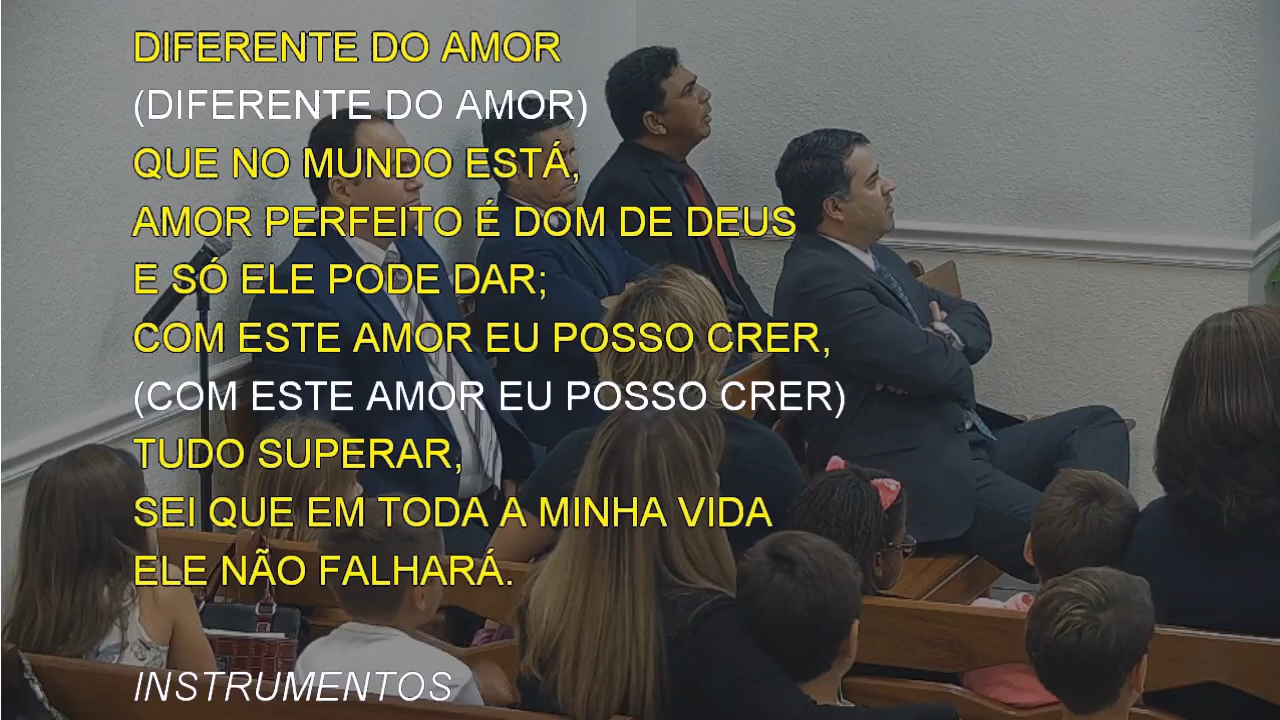 DIFERENTE DO AMOR
(DIFERENTE DO AMOR)
QUE NO MUNDO ESTÁ,
AMOR PERFEITO É DOM DE DEUS
E SÓ ELE PODE DAR;
COM ESTE AMOR EU POSSO CRER,
(COM ESTE AMOR EU POSSO CRER)
TUDO SUPERAR,
SEI QUE EM TODA A MINHA VIDA
ELE NÃO FALHARÁ.
INSTRUMENTOS